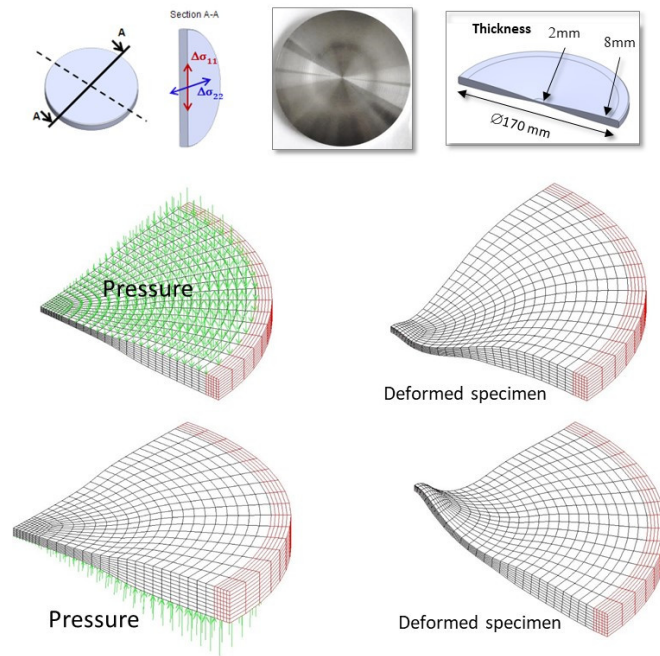 Section A-A
A
A
Δσ11
Δσ22
Thickness
2mm
8mm
∅170 mm
Pressure
Deformed specimen
Pressure
Deformed specimen